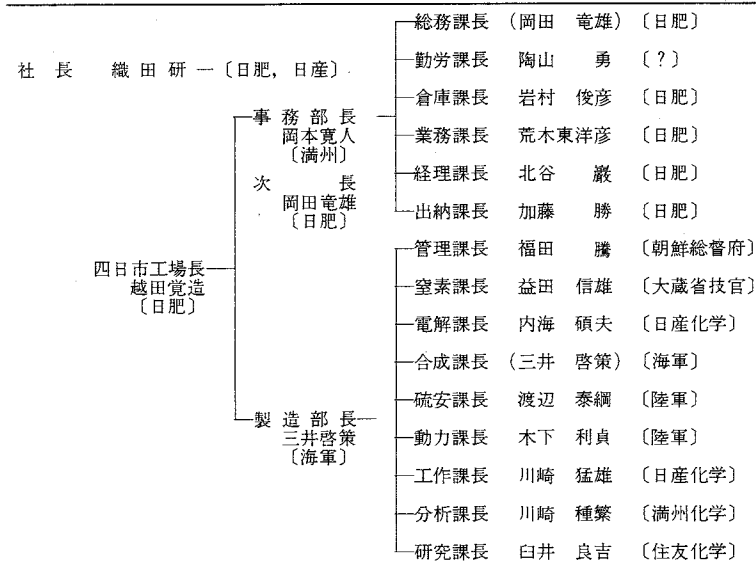 社長 織田研一〔日肥，日産〕
四日市工場長
越田覚造
〔日肥〕
事務部長
岡本寛人
〔満州〕
次長
岡田竜雄
〔日肥〕
総務課長 （岡田 竜雄） 〔日肥〕
勤労課長 陶山 勇 〔？〕
倉庫課長 岩村 俊彦 〔日肥〕
業務課長 荒木東洋彦 〔日肥〕
経理課長 北谷 巌 〔日肥〕
出納課長 加藤 勝 〔日肥〕
製造部長
三井啓策
〔海軍〕
管理課長 福田 騰 〔朝鮮総督府〕
窒素課長 益田 信雄 〔大蔵省技官〕
電解課長 内海 碩夫 〔日産化学〕
合成課長 （三井 啓策） 〔海軍〕
硫安課長 渡辺 泰綱 〔陸軍〕
動力課長 木下 利貞 〔陸軍〕
工作課長 川崎 猛雄 〔日産化学〕
分析課長 川崎 種繁 〔満州化学〕
研究課長 臼井 良吉 〔住友化学〕